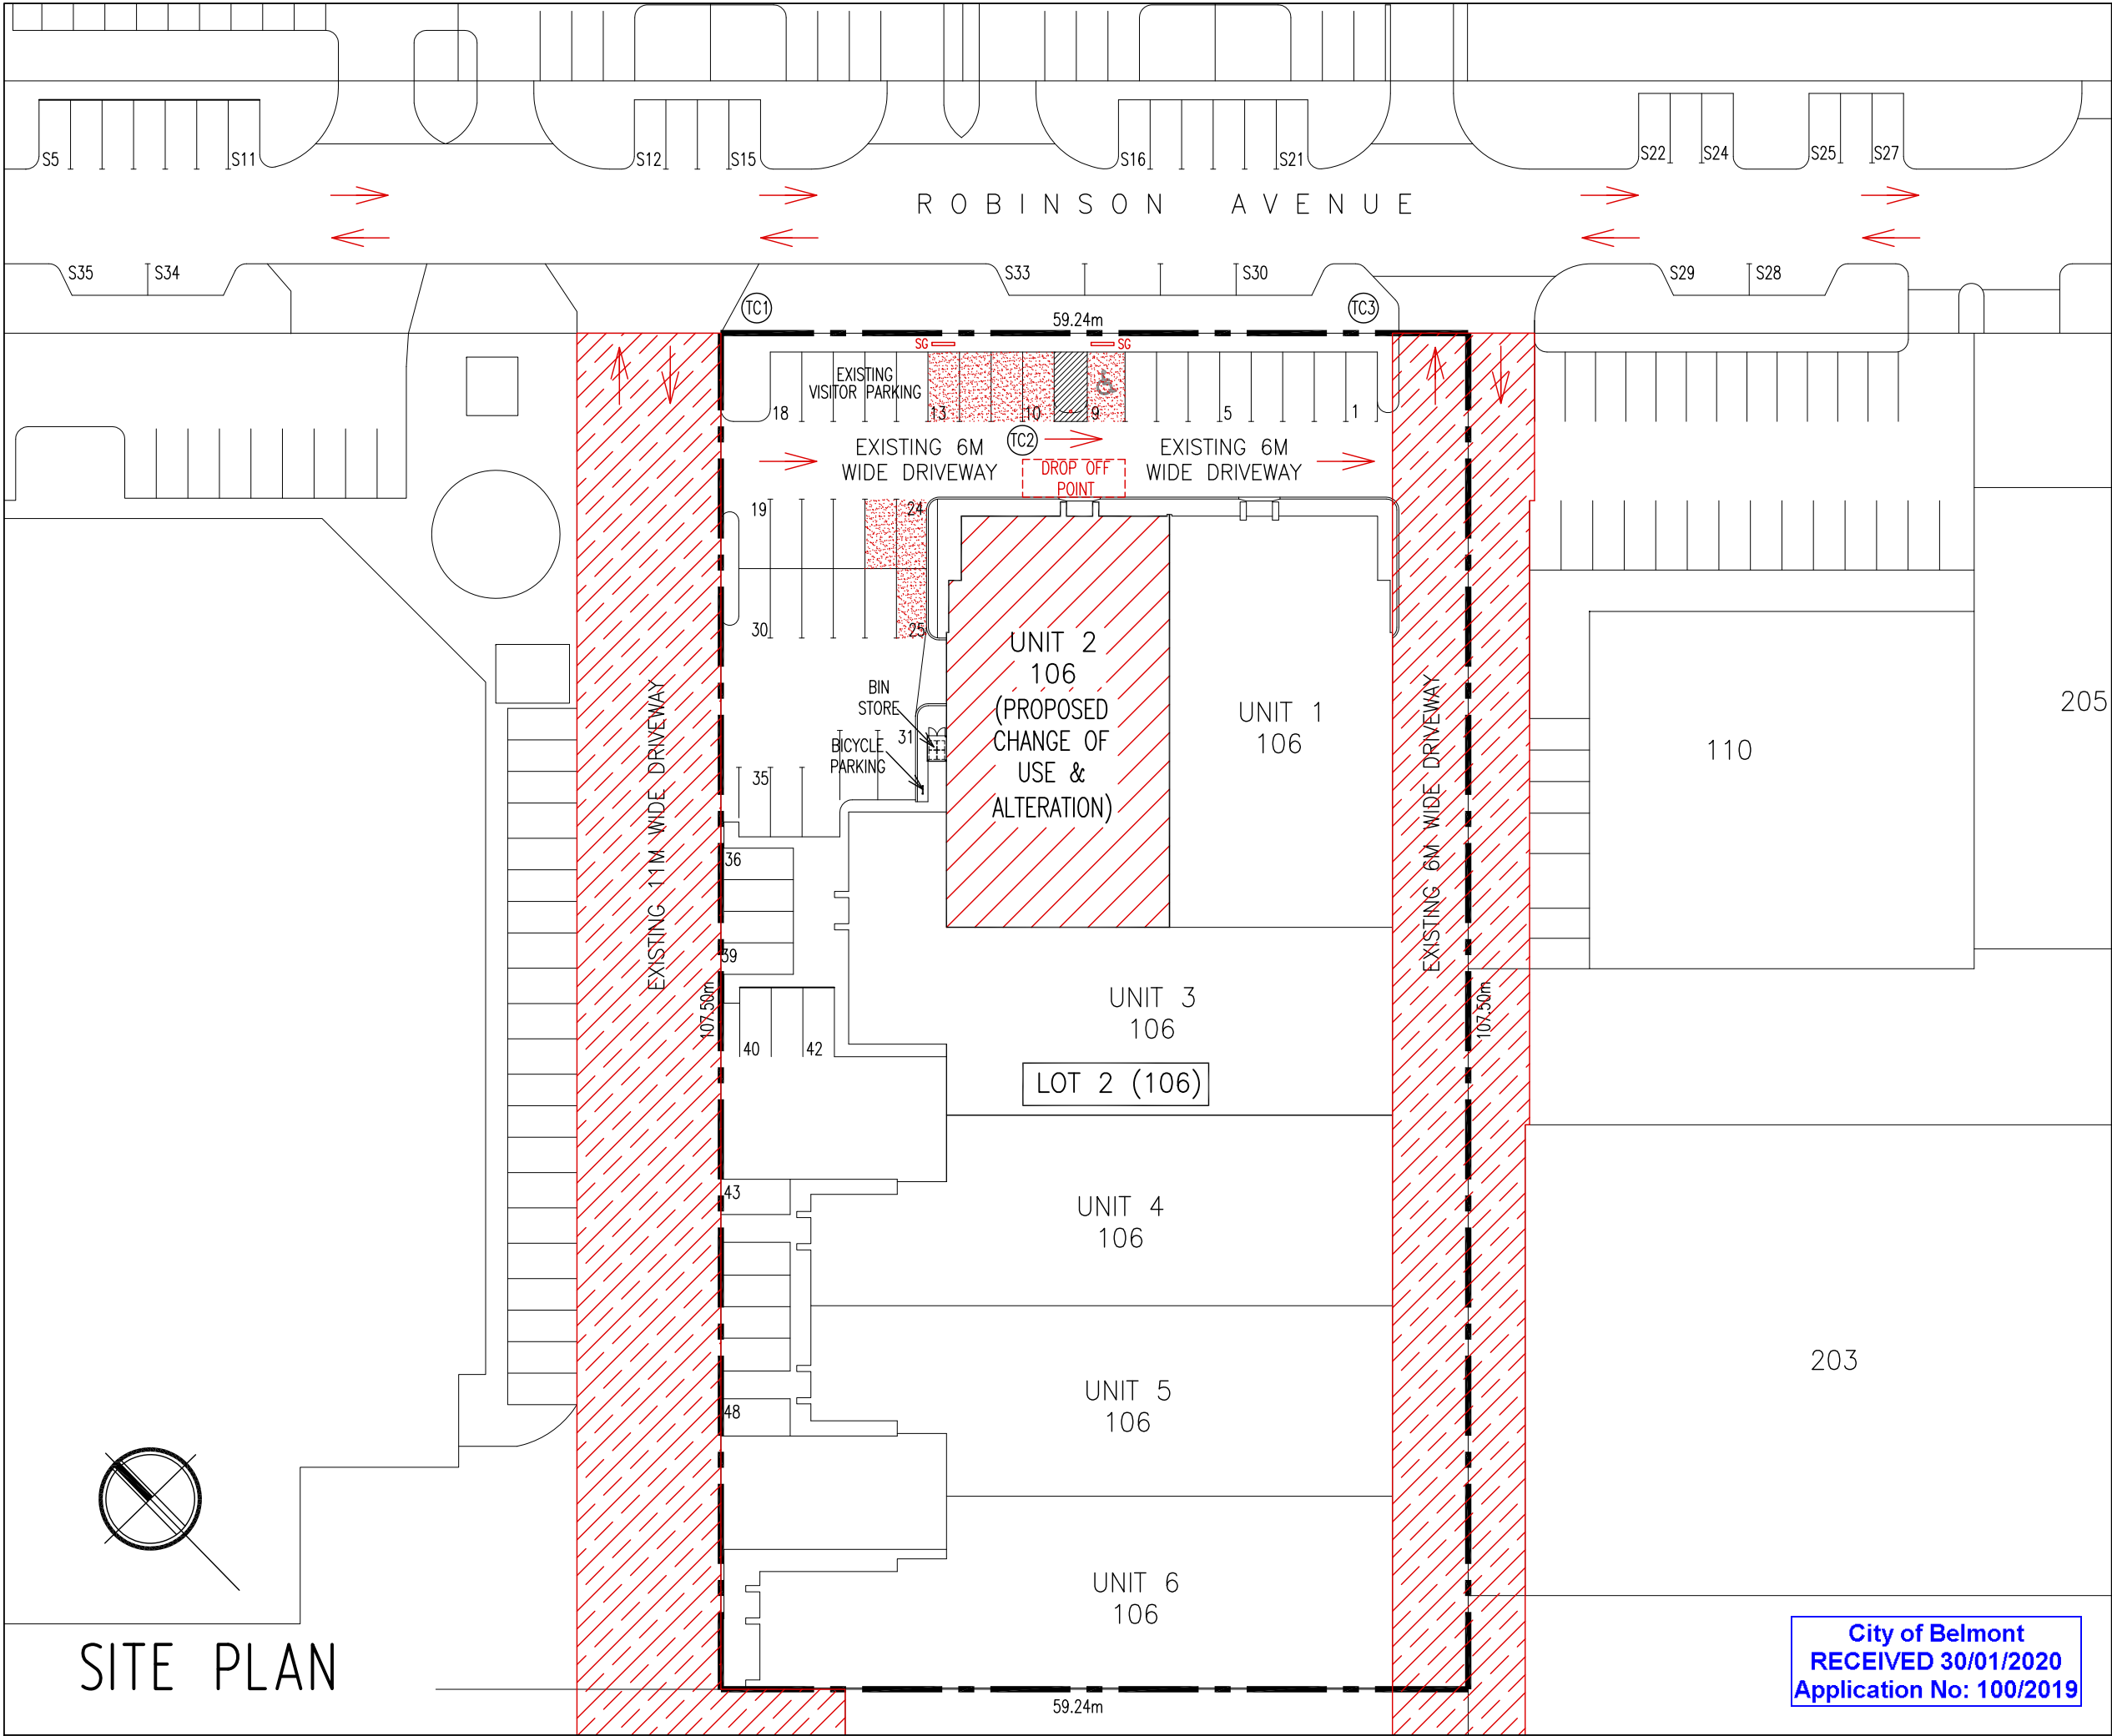 S5
S11
S12
S15
S16
S21
S22
S24
S25
S27
ROBINSON AVENUE
S35
S34
S33
S30
S29
S28
TC1
TC3
59.24m
SG
SG
EXISTING
VISITOR PARKING
18
13
10
9
5
1
TC2
EXISTING 6M
WIDE DRIVEWAY
EXISTING 6M
WIDE DRIVEWAY
DROP OFF
POINT
19
24
30
25
UNIT 2
106
(PROPOSED
CHANGE OF
USE &
ALTERATION)
UNIT 1
106
BIN
STORE
31
BICYCLE
PARKING
35
EXISTING 11M WIDE DRIVEWAY
EXISTING 6M WIDE DRIVEWAY
110
205
36
39
107.50m
107.50m
40
42
UNIT 3
106
LOT 2 (106)
43
UNIT 4
106
203
UNIT 5
106
48
UNIT 6
106
SITE PLAN
59.24m
City of Belmont
RECEIVED 30/01/2020
Application No: 100/2019